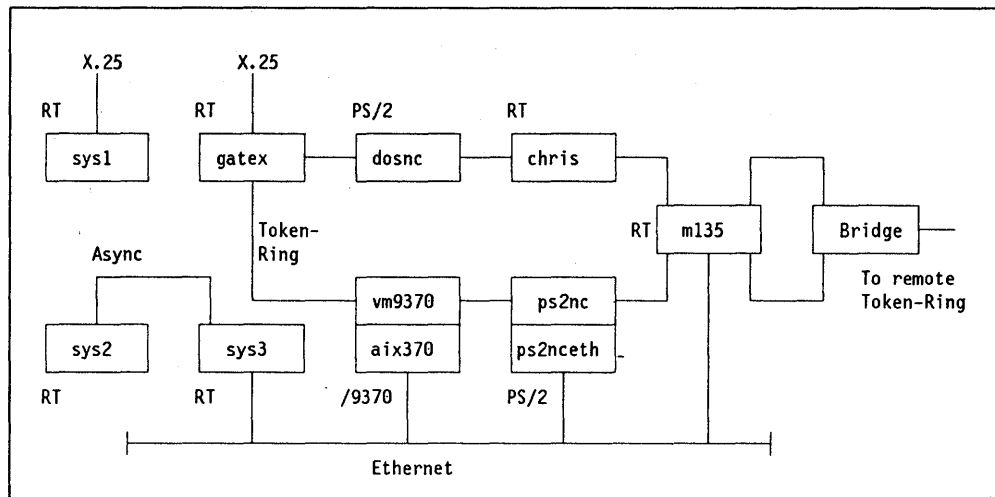 X.25 X.25
RT RT PS/2 RT
sys1 gatex dosnc chris
RT m135 Bridge
Token-
Ring
Async
To remote
Token-Ring
vm9370 ps2nc
sys2 sys3 aix370 ps2nceth
RT RT /9370 PS/2
Ethernet